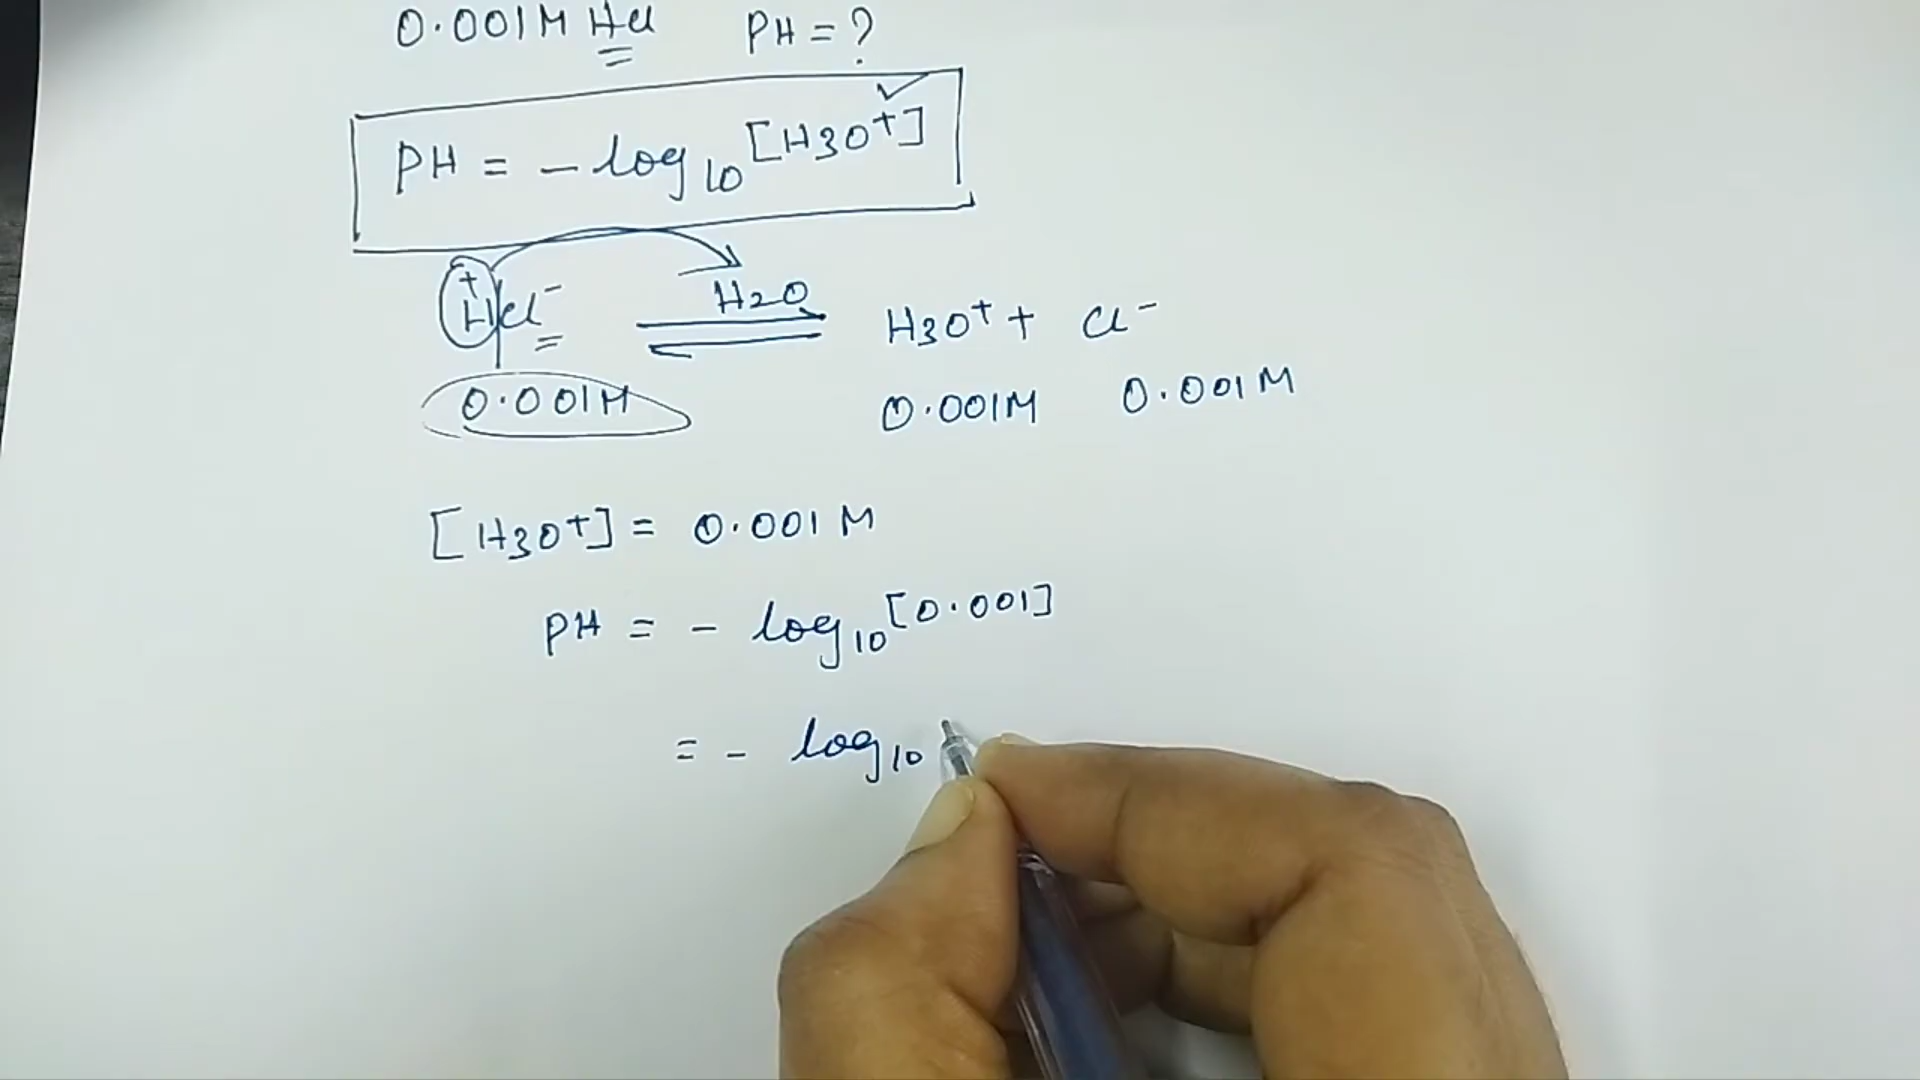 0.001M HCl PH = ?
PH = - log10 [H3O+]
H+Cl- H2O H3O+ + Cl-
0.001M 0.001M 0.001M
[H3O+] = 0.001 M
PH = - log10 [0.001]
= - log10